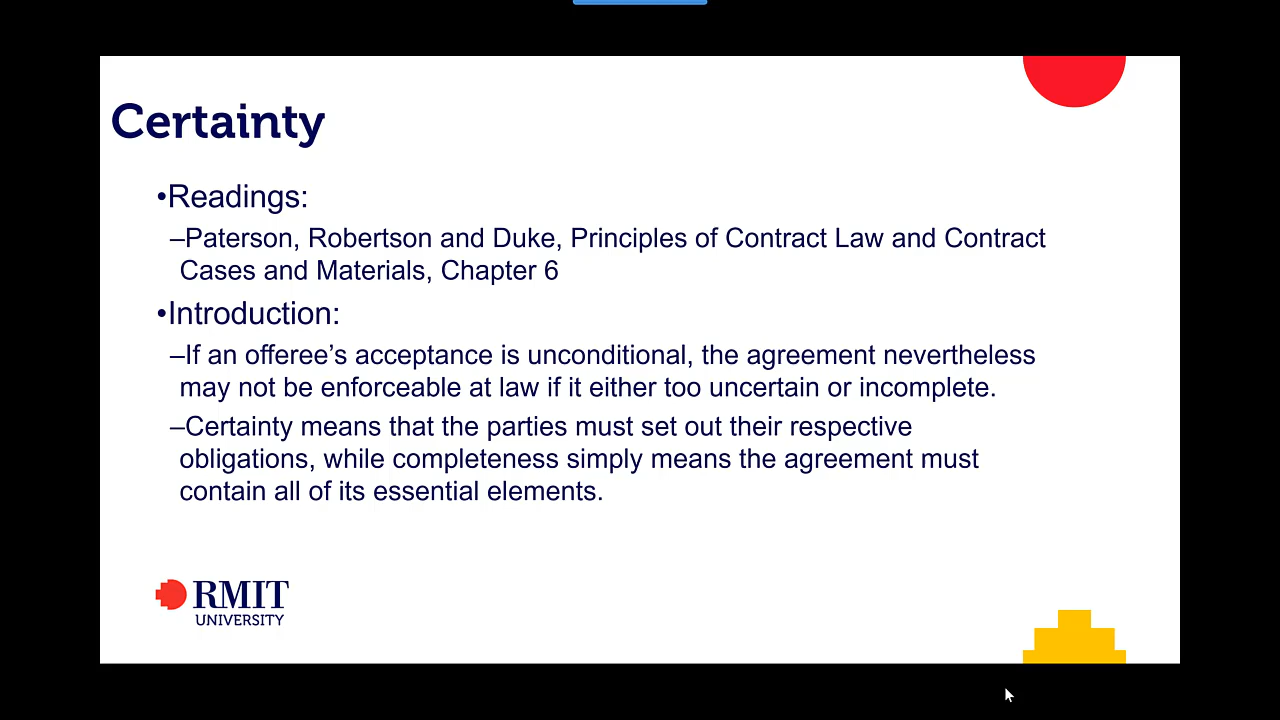 Certainty
•Readings:
–Paterson, Robertson and Duke, Principles of Contract Law and Contract
Cases and Materials, Chapter 6
•Introduction:
–If an offeree’s acceptance is unconditional, the agreement nevertheless
may not be enforceable at law if it either too uncertain or incomplete.
–Certainty means that the parties must set out their respective
obligations, while completeness simply means the agreement must
contain all of its essential elements.
RMIT
UNIVERSITY